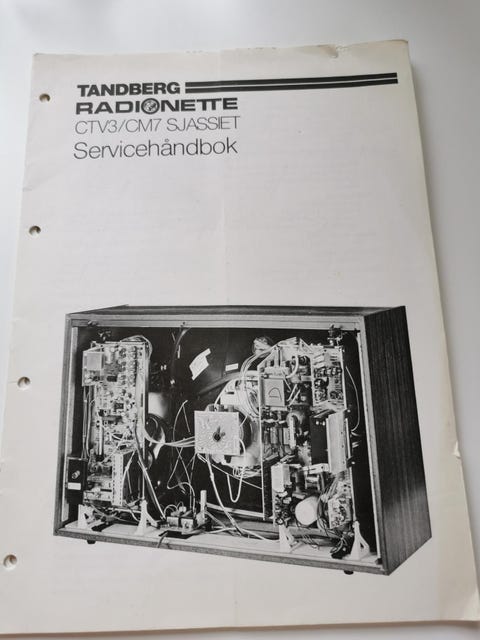 TANDBERG
RADIONETTE
CTV3/CM7 SJASSIET
Servicehåndbok